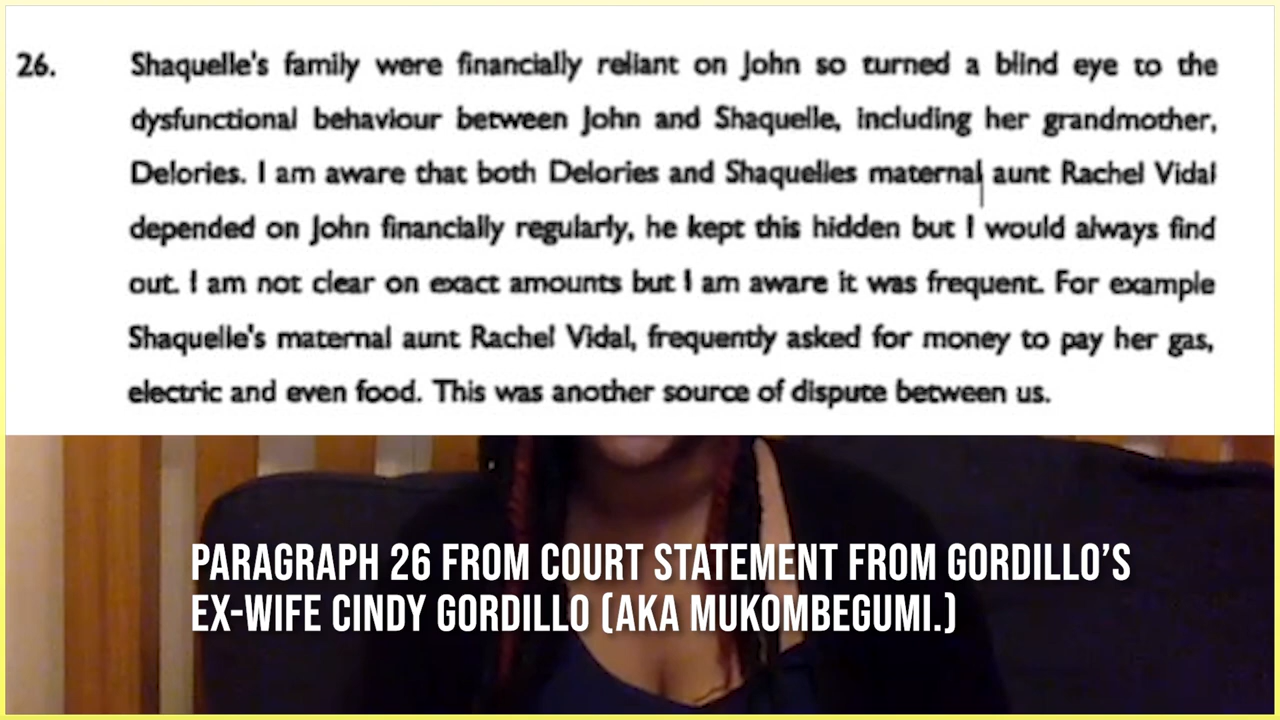 26. Shaquelle's family were financially reliant on John so turned a blind eye to the
dysfunctional behaviour between John and Shaquelle, including her grandmother,
Delories. I am aware that both Delories and Shaquelles maternal aunt Rachel Vidal
depended on John financially regularly, he kept this hidden but I would always find
out. I am not clear on exact amounts but I am aware it was frequent. For example
Shaquelle's maternal aunt Rachel Vidal, frequently asked for money to pay her gas,
electric and even food. This was another source of dispute between us.
PARAGRAPH 26 FROM COURT STATEMENT FROM GORDILLO'S
EX-WIFE CINDY GORDILLO (AKA MUKOMBEGUMI.)